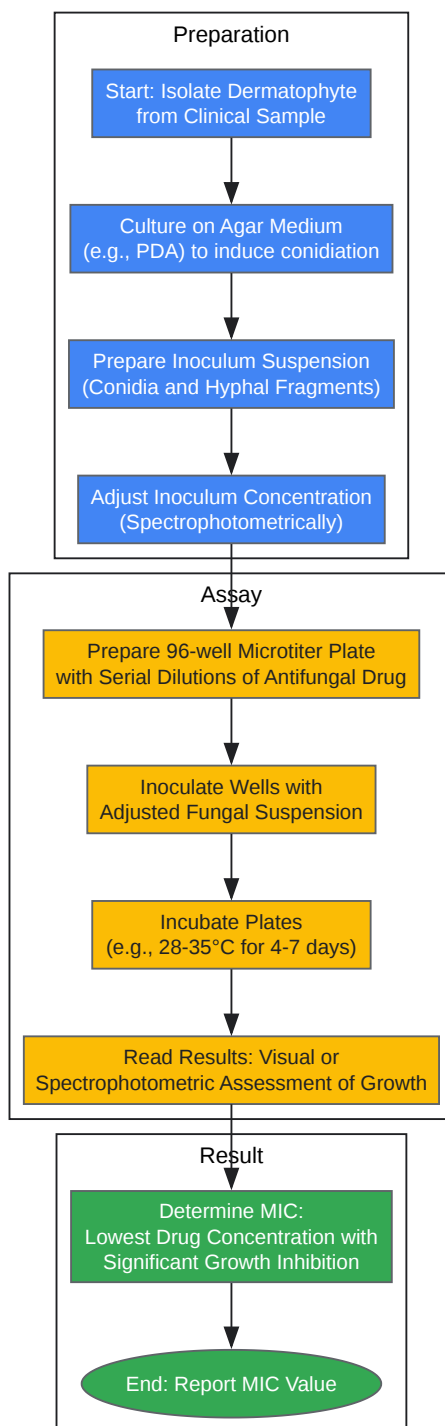 Preparation
Start: Isolate Dermatophyte
from Clinical Sample
Culture on Agar Medium
(e.g., PDA) to induce conidiation
Prepare Inoculum Suspension
(Conidia and Hyphal Fragments)
Adjust Inoculum Concentration
(Spectrophotometrically)
Assay
Prepare 96-well Microtiter Plate
with Serial Dilutions of Antifungal Drug
Inoculate Wells with
Adjusted Fungal Suspension
Incubate Plates
(e.g., 28-35°C for 4-7 days)
Read Results: Visual or
Spectrophotometric Assessment of Growth
Result
Determine MIC:
Lowest Drug Concentration with
Significant Growth Inhibition
End: Report MIC Value